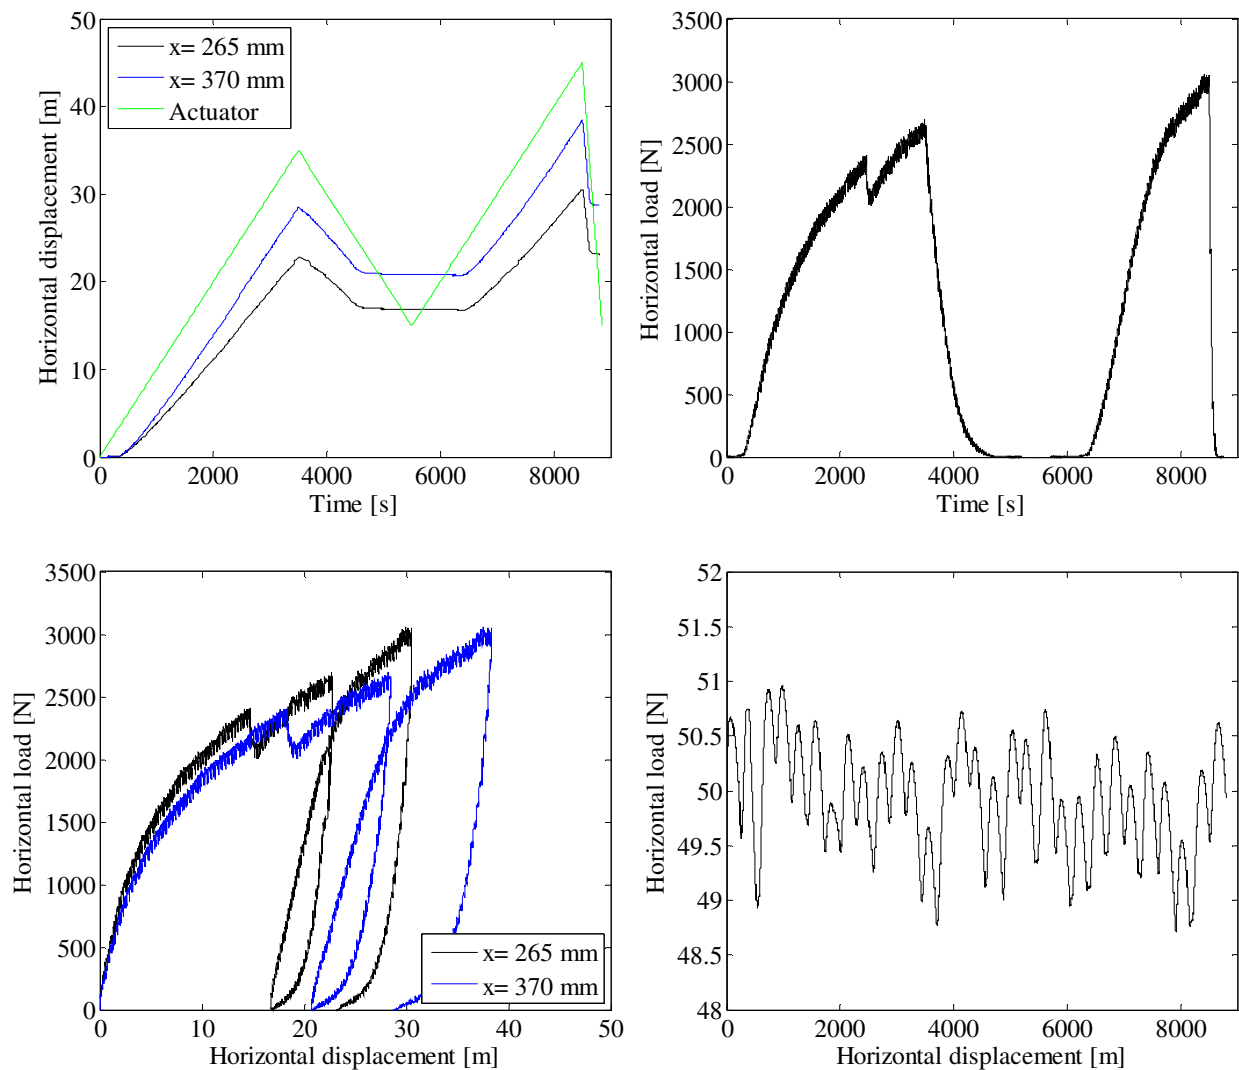 50
40
30
20
10
0
Horizontal displacement [m]
x= 265 mm
x= 370 mm
Actuator
0 2000 4000 6000 8000
Time [s]
3500
3000
2500
2000
1500
1000
500
0
Horizontal load [N]
0 2000 4000 6000 8000
Time [s]
3500
3000
2500
2000
1500
1000
500
0
Horizontal load [N]
x= 265 mm
x= 370 mm
0 10 20 30 40 50
Horizontal displacement [m]
52
51.5
51
50.5
50
49.5
49
48.5
48
Horizontal load [N]
0 2000 4000 6000 8000
Horizontal displacement [m]